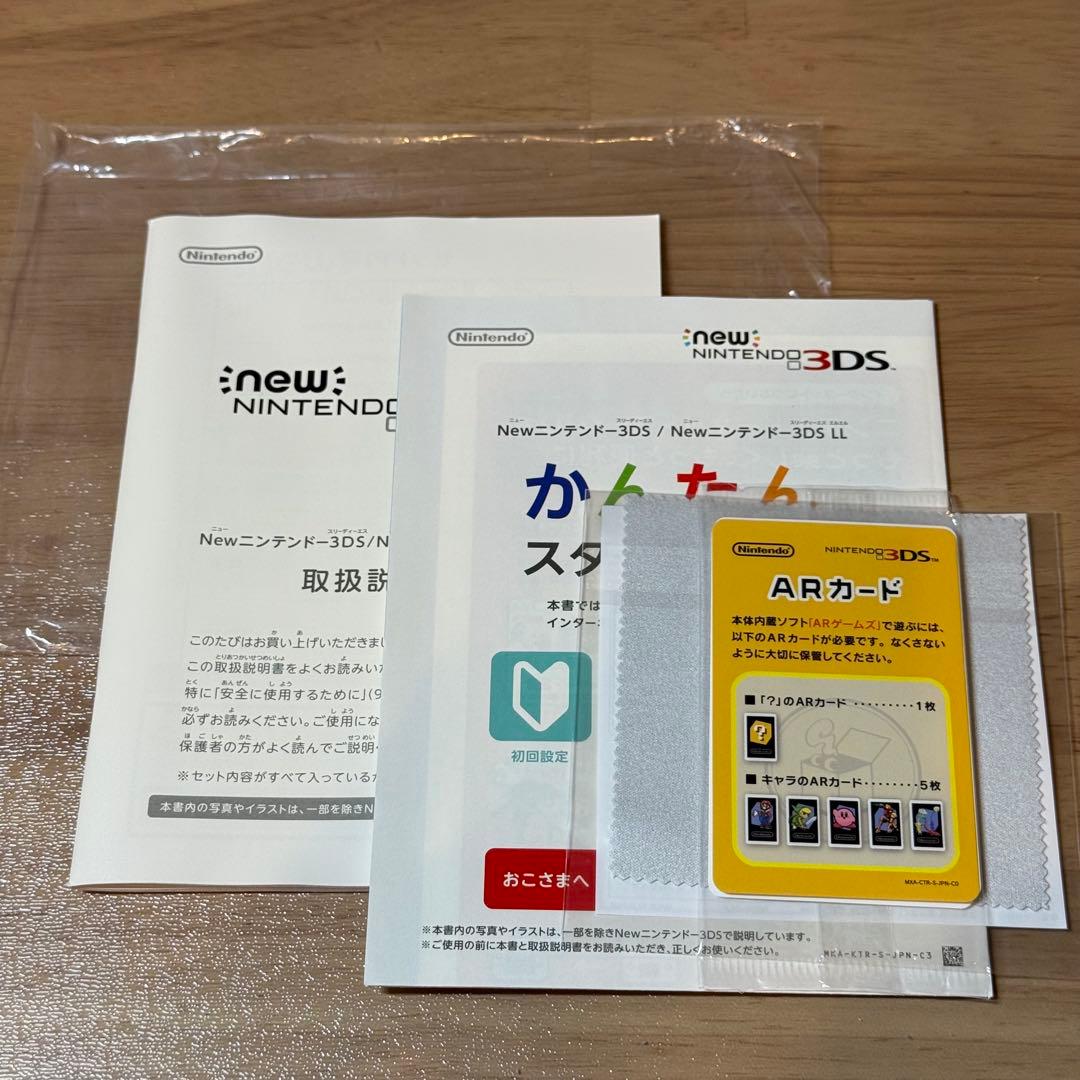 Nintendo
new
NINTENDO
Newニンテンドー3DS/N
取扱説
このたびはお買い上げいただきまし
この取扱説明書をよくお読みいた
特に「安全に使用するために」(9
必ずお読みください。ご使用にな
保護者の方がよく読んでご説明
※セット内容がすべて入っているか
本書内の写真やイラストは、一部を除きN
Nintendo
new
NINTENDO 3DS
Newニンテンドー3DS / Newニンテンドー3DS LL
かんたん
スタ
本書では
インター
初回設定
おこさまへ
※本書内の写真やイラストは、一部を除きNewニンテンドー3DSで説明しています。
※ご使用の前に本書と取扱説明書をお読みいただき、正しくお使いください。
MKA-KTR-S-JPN-C3
Nintendo
NINTENDO 3DS
ARカード
本体内蔵ソフト「ARゲームズ」で遊ぶには、
以下のARカードが必要です。なくさない
ように大切に保管してください。
■「?」のARカード ・・・・・・・・・1枚
■ キャラのARカード・・・・・・・・5枚
MXA-CTR-S-JPN-C0